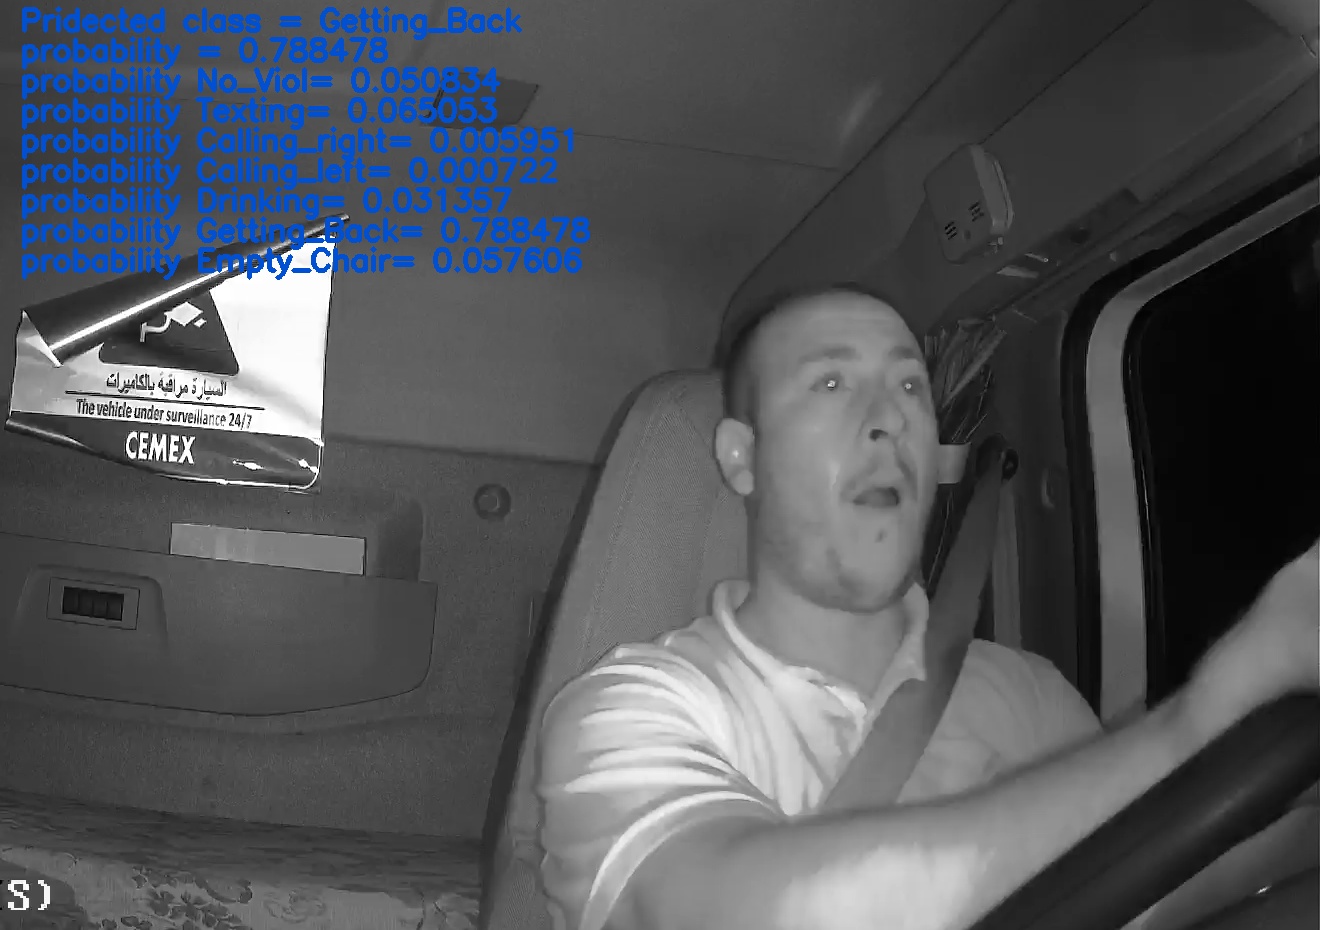 Pridected class = Getting_Back
probability = 0.788478
probability No_Viol= 0.050834
probability Texting= 0.065053
probability Calling_right= 0.005951
probability Calling_left= 0.000722
probability Drinking= 0.031357
probability Getting_Back= 0.788478
probability Empty_Chair= 0.057606
السيارة مراقبة بالكاميرات
The vehicle under surveillance 24/7
CEMEX
S)